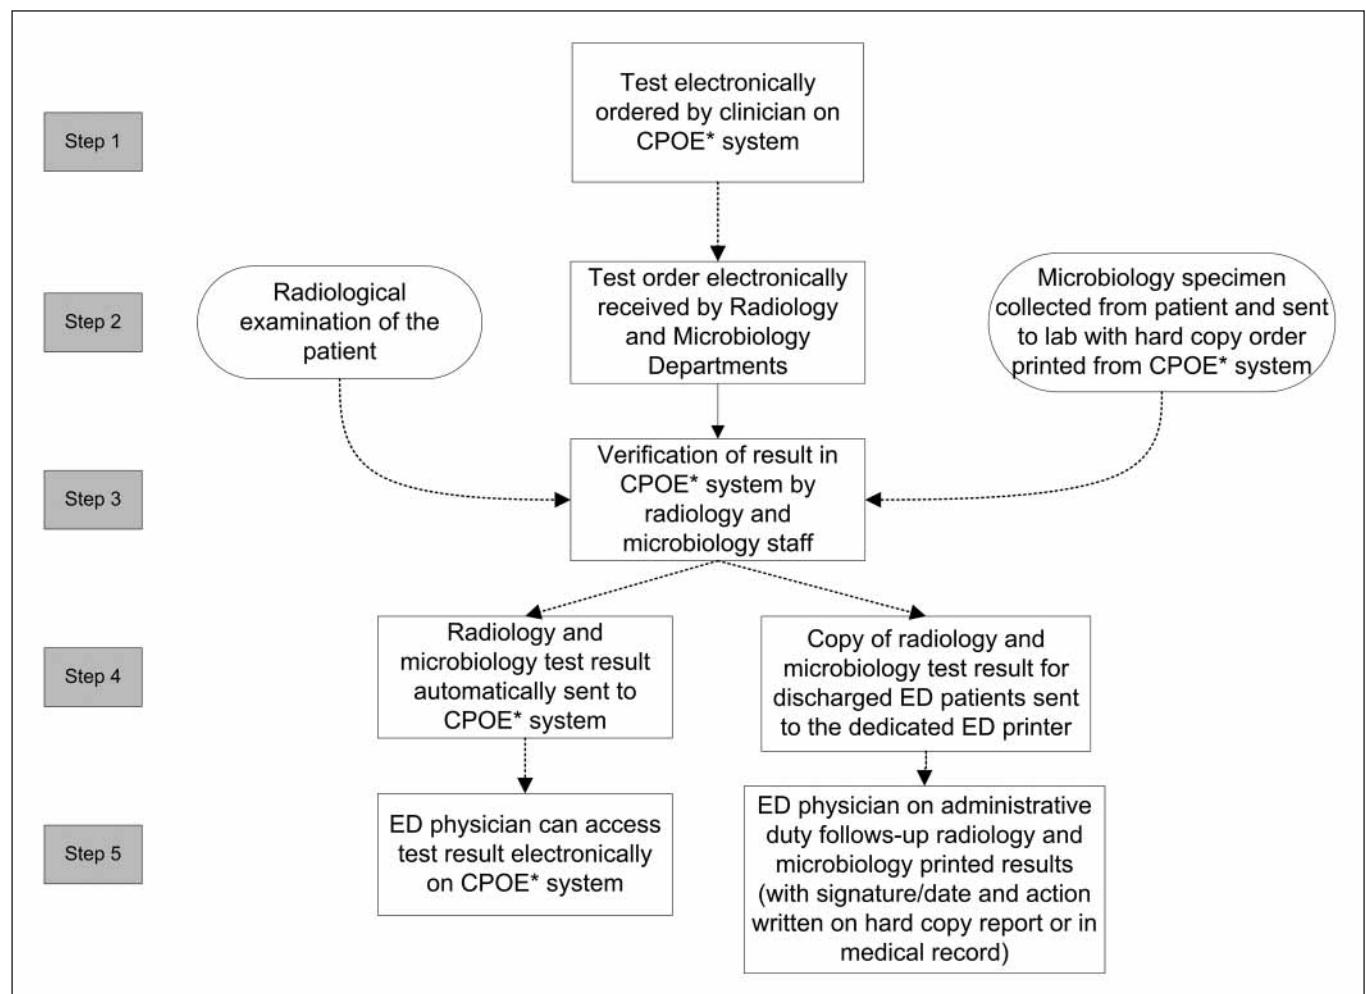 Step 1
Test electronically
ordered by clinician on
CPOE* system
Step 2
Radiological
examination of the
patient
Test order electronically
received by Radiology
and Microbiology
Departments
Microbiology specimen
collected from patient and sent
to lab with hard copy order
printed from CPOE* system
Step 3
Verification of result in
CPOE* system by
radiology and
microbiology staff
Step 4
Radiology and
microbiology test result
automatically sent to
CPOE* system
Copy of radiology and
microbiology test result for
discharged ED patients sent
to the dedicated ED printer
Step 5
ED physician can access
test result electronically
on CPOE* system
ED physician on administrative
duty follows-up radiology and
microbiology printed results
(with signature/date and action
written on hard copy report or in
medical record)